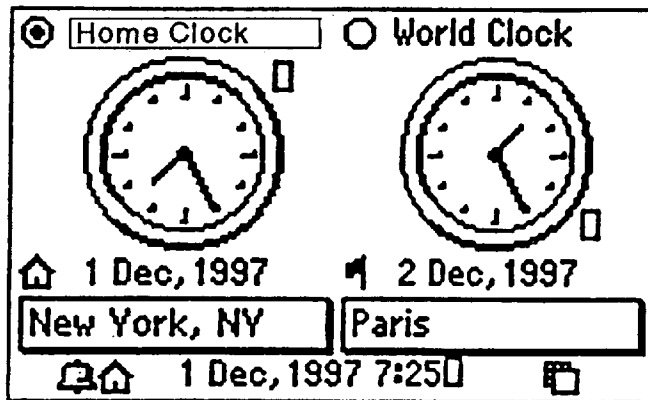 Home Clock World Clock
1 Dec, 1997 2 Dec, 1997
New York, NY Paris
1 Dec, 1997 7:25